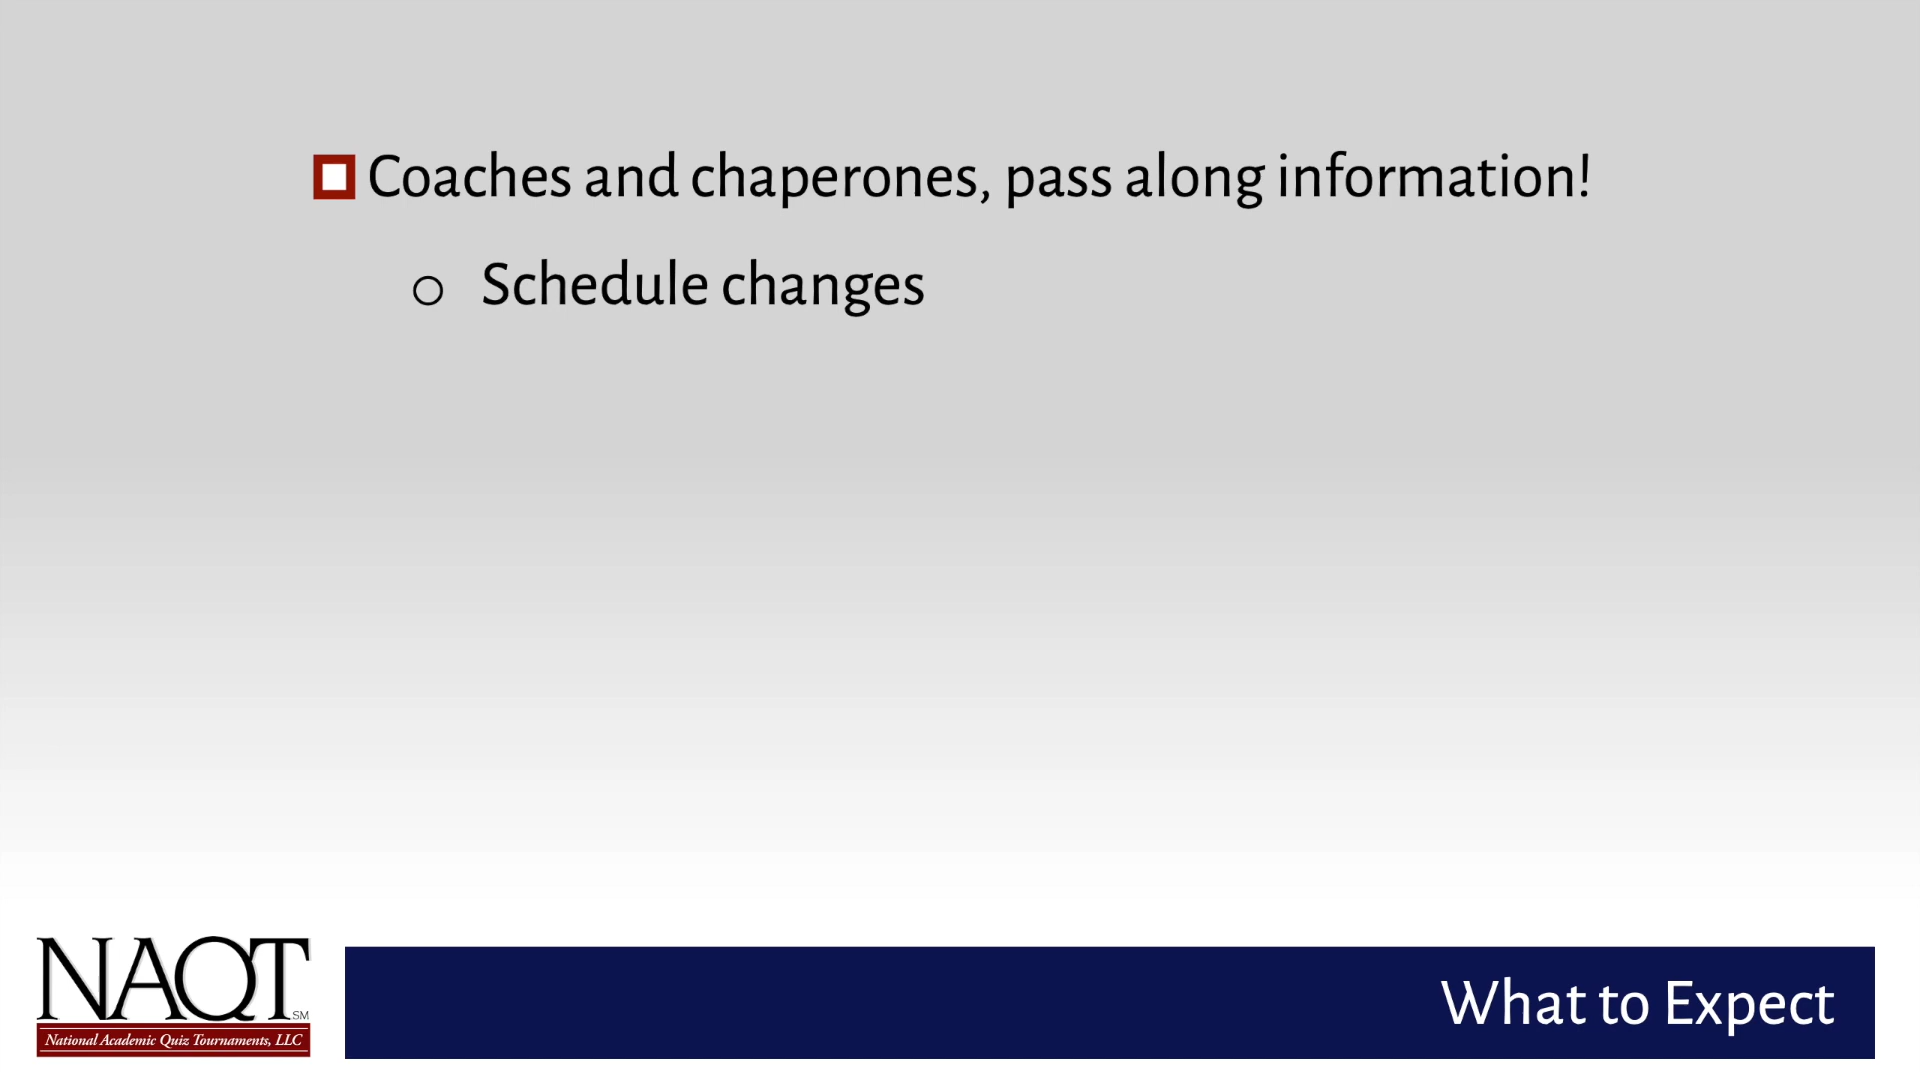 Coaches and chaperones, pass along information!
Schedule changes
NAQT SM
National Academic Quiz Tournaments, LLC
What to Expect